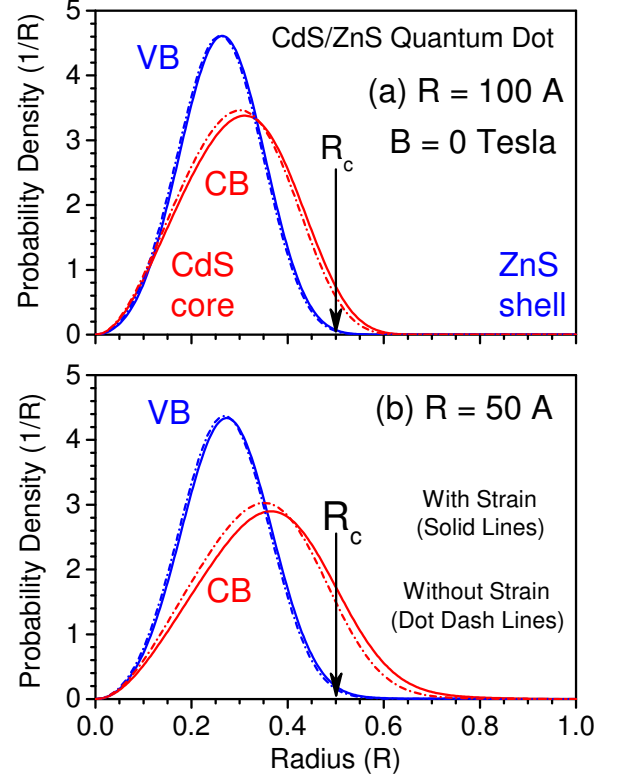 CdS/ZnS Quantum Dot
(a) R = 100 A
B = 0 Tesla
VB
CB
Rc
CdS
core
ZnS
shell
Probability Density (1/R)
5
4
3
2
1
0
(b) R = 50 A
VB
CB
Rc
With Strain
(Solid Lines)
Without Strain
(Dot Dash Lines)
Probability Density (1/R)
5
4
3
2
1
0
0.0 0.2 0.4 0.6 0.8 1.0
Radius (R)